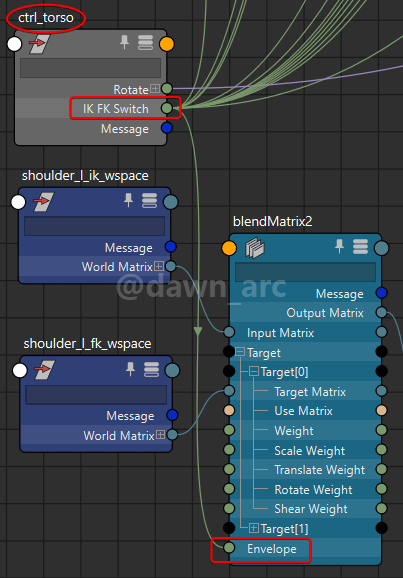 ctrl_torso
Rotate
IK FK Switch
Message
shoulder_l_ik_wspace
Message
World Matrix
shoulder_l_fk_wspace
Message
World Matrix
blendMatrix2
Message
Output Matrix
Input Matrix
Target
Target[0]
Target Matrix
Use Matrix
Weight
Scale Weight
Translate Weight
Rotate Weight
Shear Weight
Target[1]
Envelope
@dawn_arc